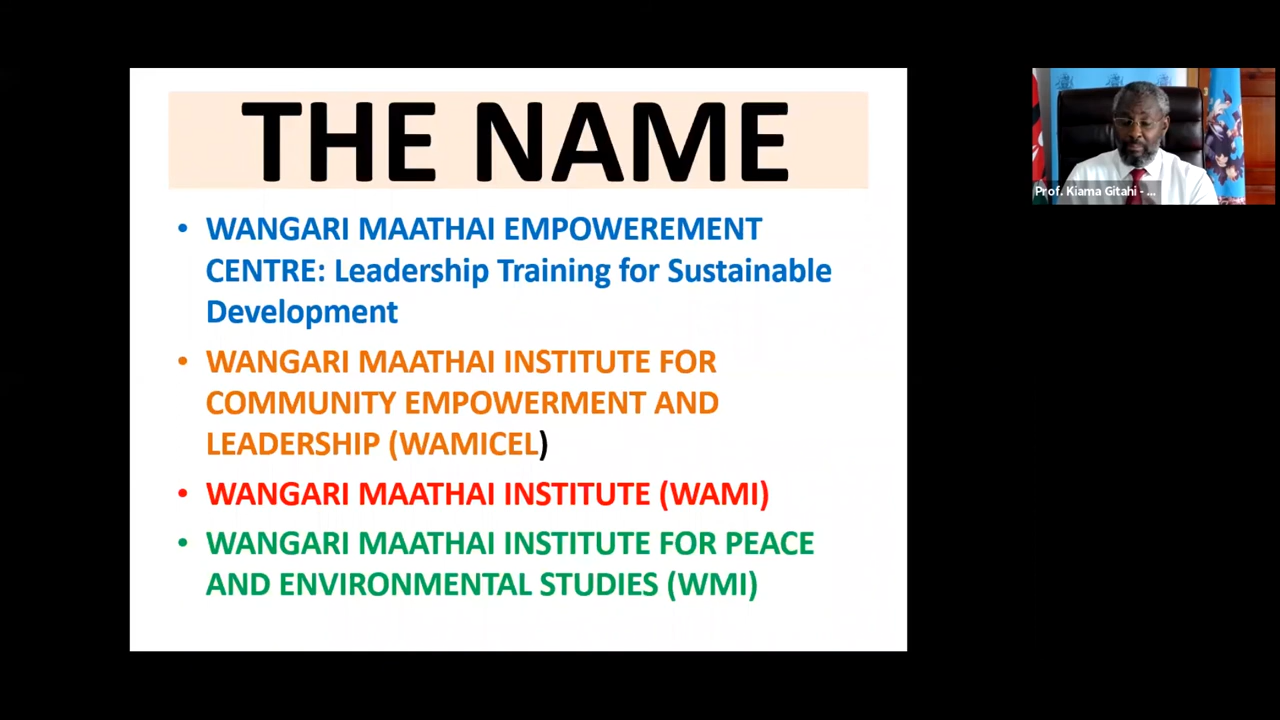 THE NAME
• WANGARI MAATHAI EMPOWEREMENT
CENTRE: Leadership Training for Sustainable
Development
• WANGARI MAATHAI INSTITUTE FOR
COMMUNITY EMPOWERMENT AND
LEADERSHIP (WAMICEL)
• WANGARI MAATHAI INSTITUTE (WAMI)
• WANGARI MAATHAI INSTITUTE FOR PEACE
AND ENVIRONMENTAL STUDIES (WMI)
Prof. Kiama Gitahi - ...